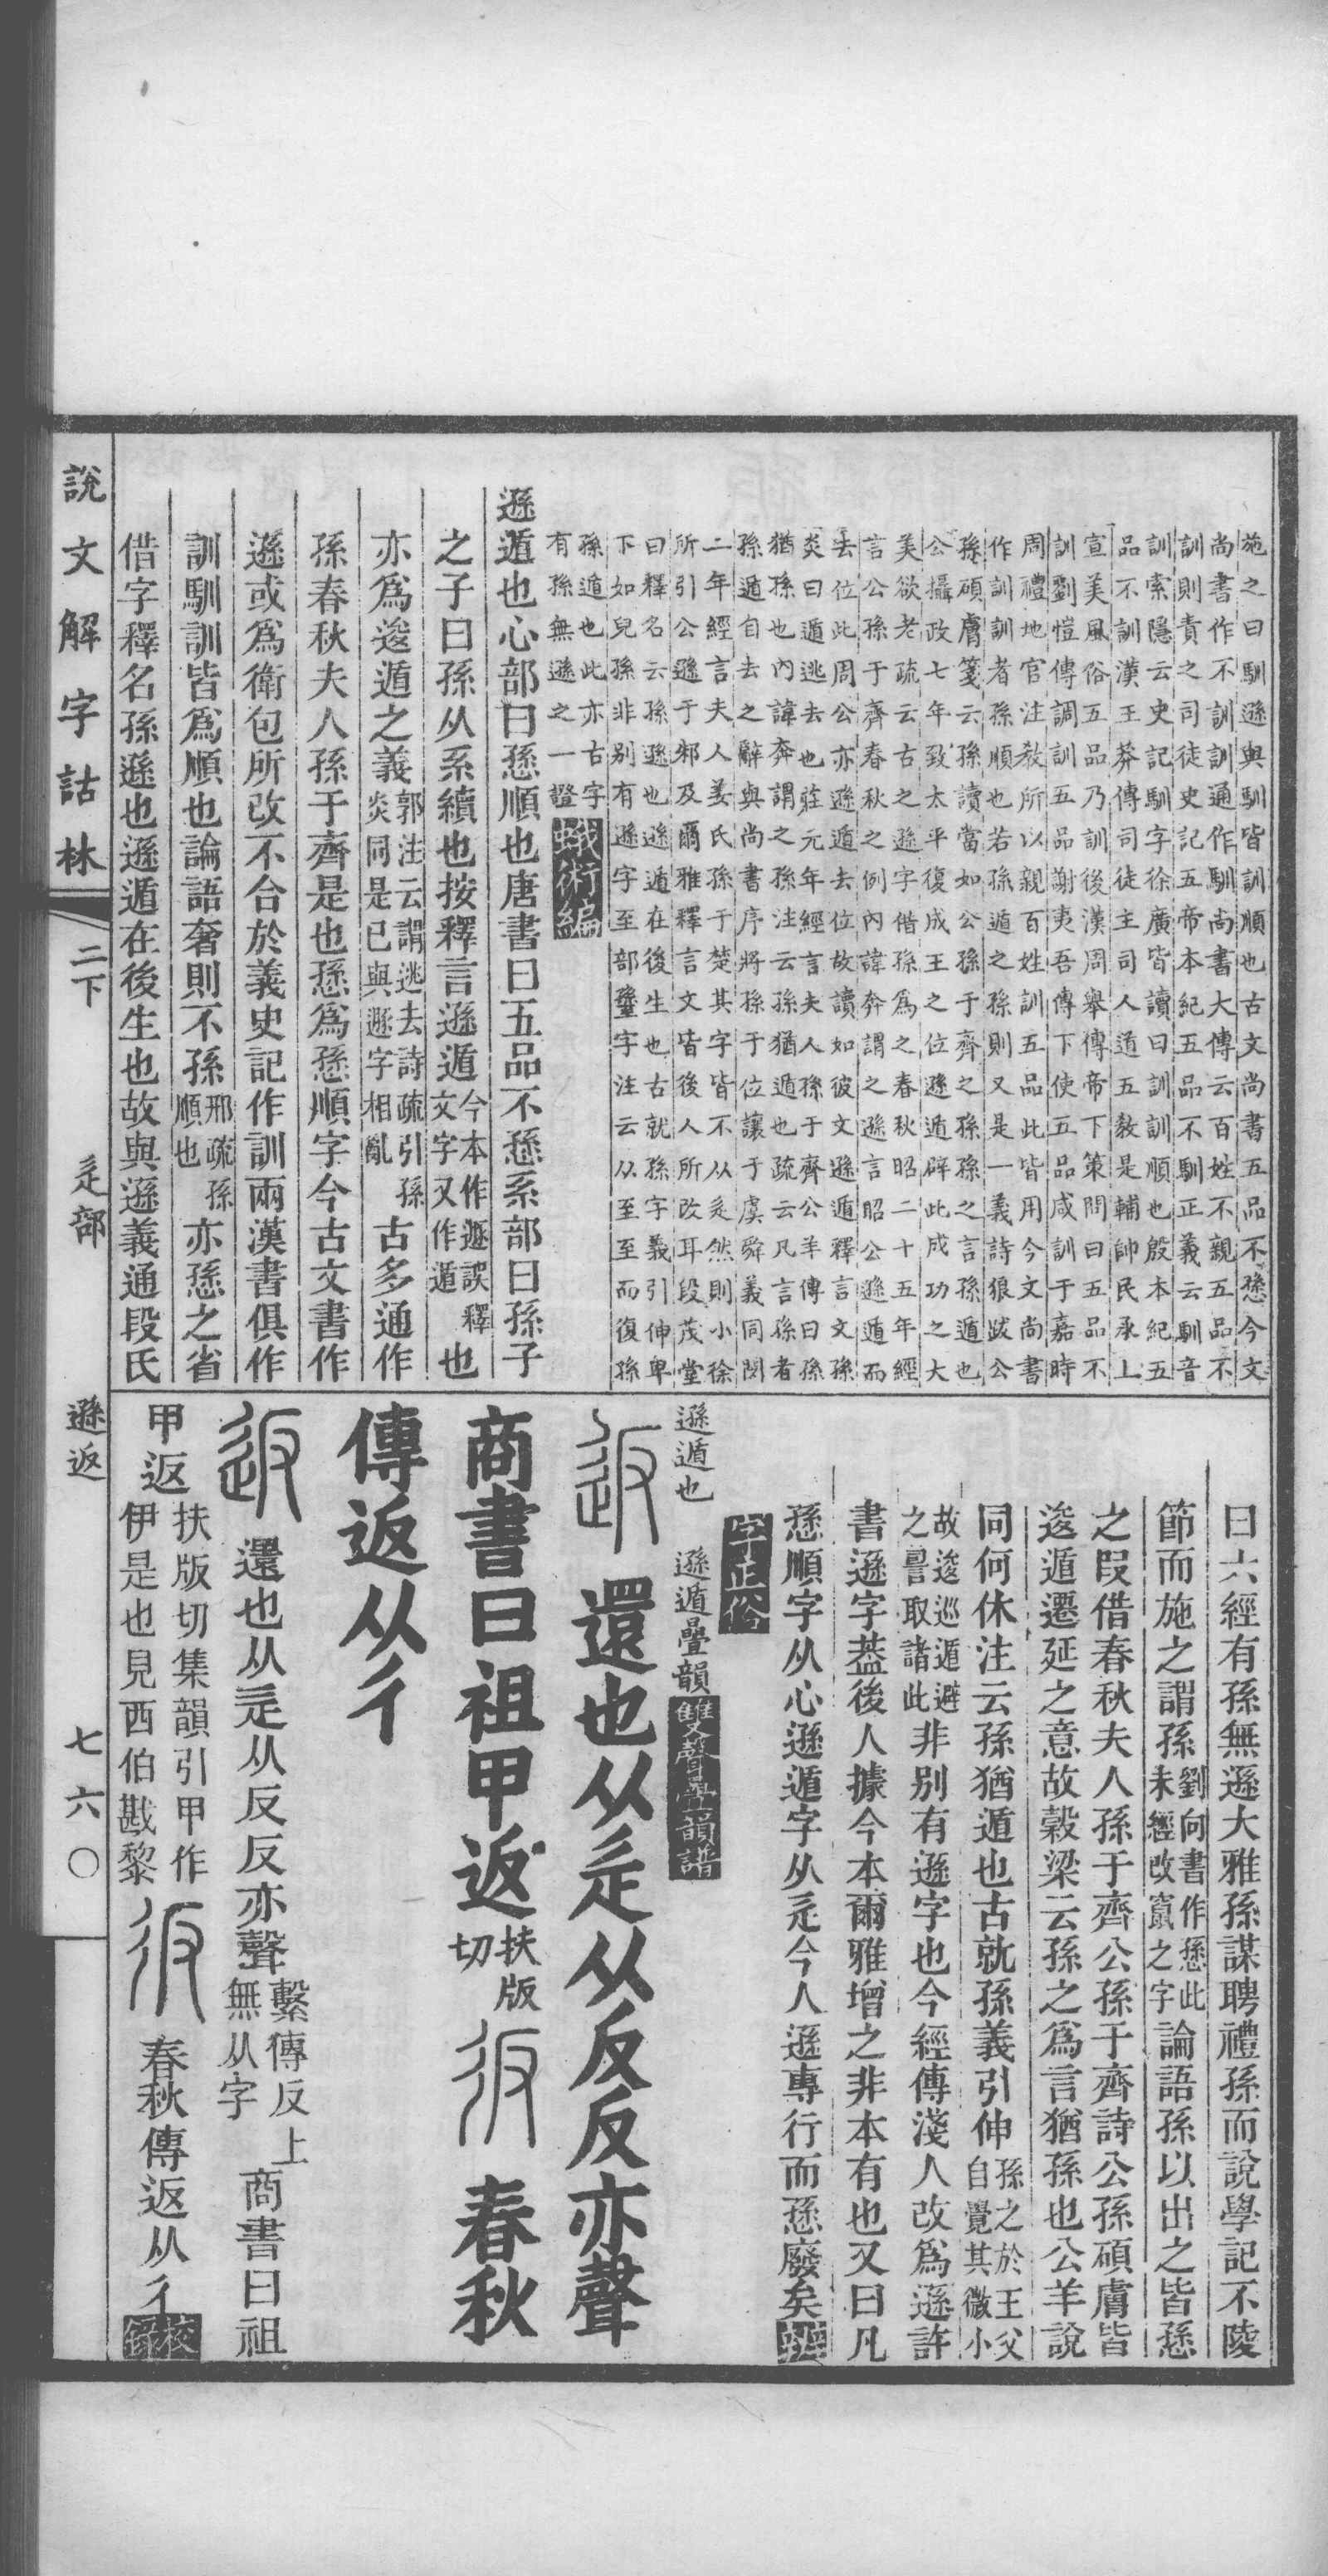 施之曰馴遜與馴皆訓順也古文尚書五品不愻今文
尚書作不訓訓通作馴尚書大傳云百姓不親五品不
訓則責之司徒史記五帝本紀五品不馴正義云馴音
訓索隱云史記馴字徐廣皆讀曰訓訓順也殷本紀五
品不訓漢王莽傳司徒主司人道五教是輔帥民承上
宣美風俗五品乃訓後漢周舉傳帝下策問曰五品不
訓劉愷傳調訓五品謝夷吾傳下使五品咸訓于嘉時
周禮地官注教所以親百姓訓五品此皆用今文尚書
作訓訓者孫順也若孫遁之孫則又是一義詩狼跋公
孫碩膚箋云孫讀當如公孫于齊之孫孫之言孫遁也
公攝政七年致太平復成王之位遜遁辟此成功之大
美欲老疏云古之遜字借孫爲之春秋昭二十五年經
言公孫于齊春秋之例內諱奔謂之遜言昭公遜遁而
去位此周公亦遜遁去位故讀如彼文遜遁釋言文孫
炎曰遁逃去也莊元年經言夫人孫于齊公羊傳曰孫
猶孫也內諱奔謂之孫注云孫猶遁也疏云凡言孫者
孫遁自去之辭與尚書序將孫于位讓于虞舜義同閔
二年經言夫人姜氏孫于楚其字皆不从辵然則小徐
所引公遜于邾及爾雅釋言文皆後人所改耳段茂堂
曰釋名云孫遜也遜遁在後生也古就孫字義引伸卑
下如兒孫非别有遜字至部𦤶字注云从至至而復孫
孫遁也此亦古字
有孫無遜之一證 蛾術編
遜遁也心部曰愻順也唐書曰五品不愻系部曰孫子
之子曰孫从系續也按釋言遜遁今本作遯誤釋文字又作遁也
亦爲逡遁之義郭注云謂逃去詩疏引孫炎同是已與遯字相亂古多通作
孫春秋夫人孫于齊是也愻爲愻順字今古文書作
遜或爲衛包所改不合於義史記作訓兩漢書俱作
訓馴訓皆爲順也論語奢則不孫邢疏孫順也亦愻之省
借字釋名孫遜也遜遁在後生也故與遜義通段氏
曰六經有孫無遜大雅孫謀聘禮孫而說學記不陵
節而施之謂孫劉向書作愻此未經改竄之字論語孫以出之皆愻
之叚借春秋夫人孫于齊公孫于齊詩公孫碩膚皆
逡遁遷延之意故穀梁云孫之爲言猶孫也公羊說
同何休注云孫猶遁也古就孫義引伸孫之於王父自覺其微小
故逡巡遁避之詈取諸此非别有遜字也今經傳淺人改爲遜許
書遜字葢後人據今本爾雅增之非本有也又曰凡
愻順字从心遜遁字从辵今人遜專行而愻廢矣
字正俗
遜遁也　遜遁疊韻 雙聲疊韻譜
還也从辵从反反亦聲
商書曰祖甲返扶版切 春秋
傳返从彳
還也从辵从反反亦聲繫傳反上無从字商書曰祖
甲返扶版切集韻引甲作伊是也見西伯戡黎 春秋傳返从彳 校錄
說文解字詁林 二下 辵部 遜返 七六〇